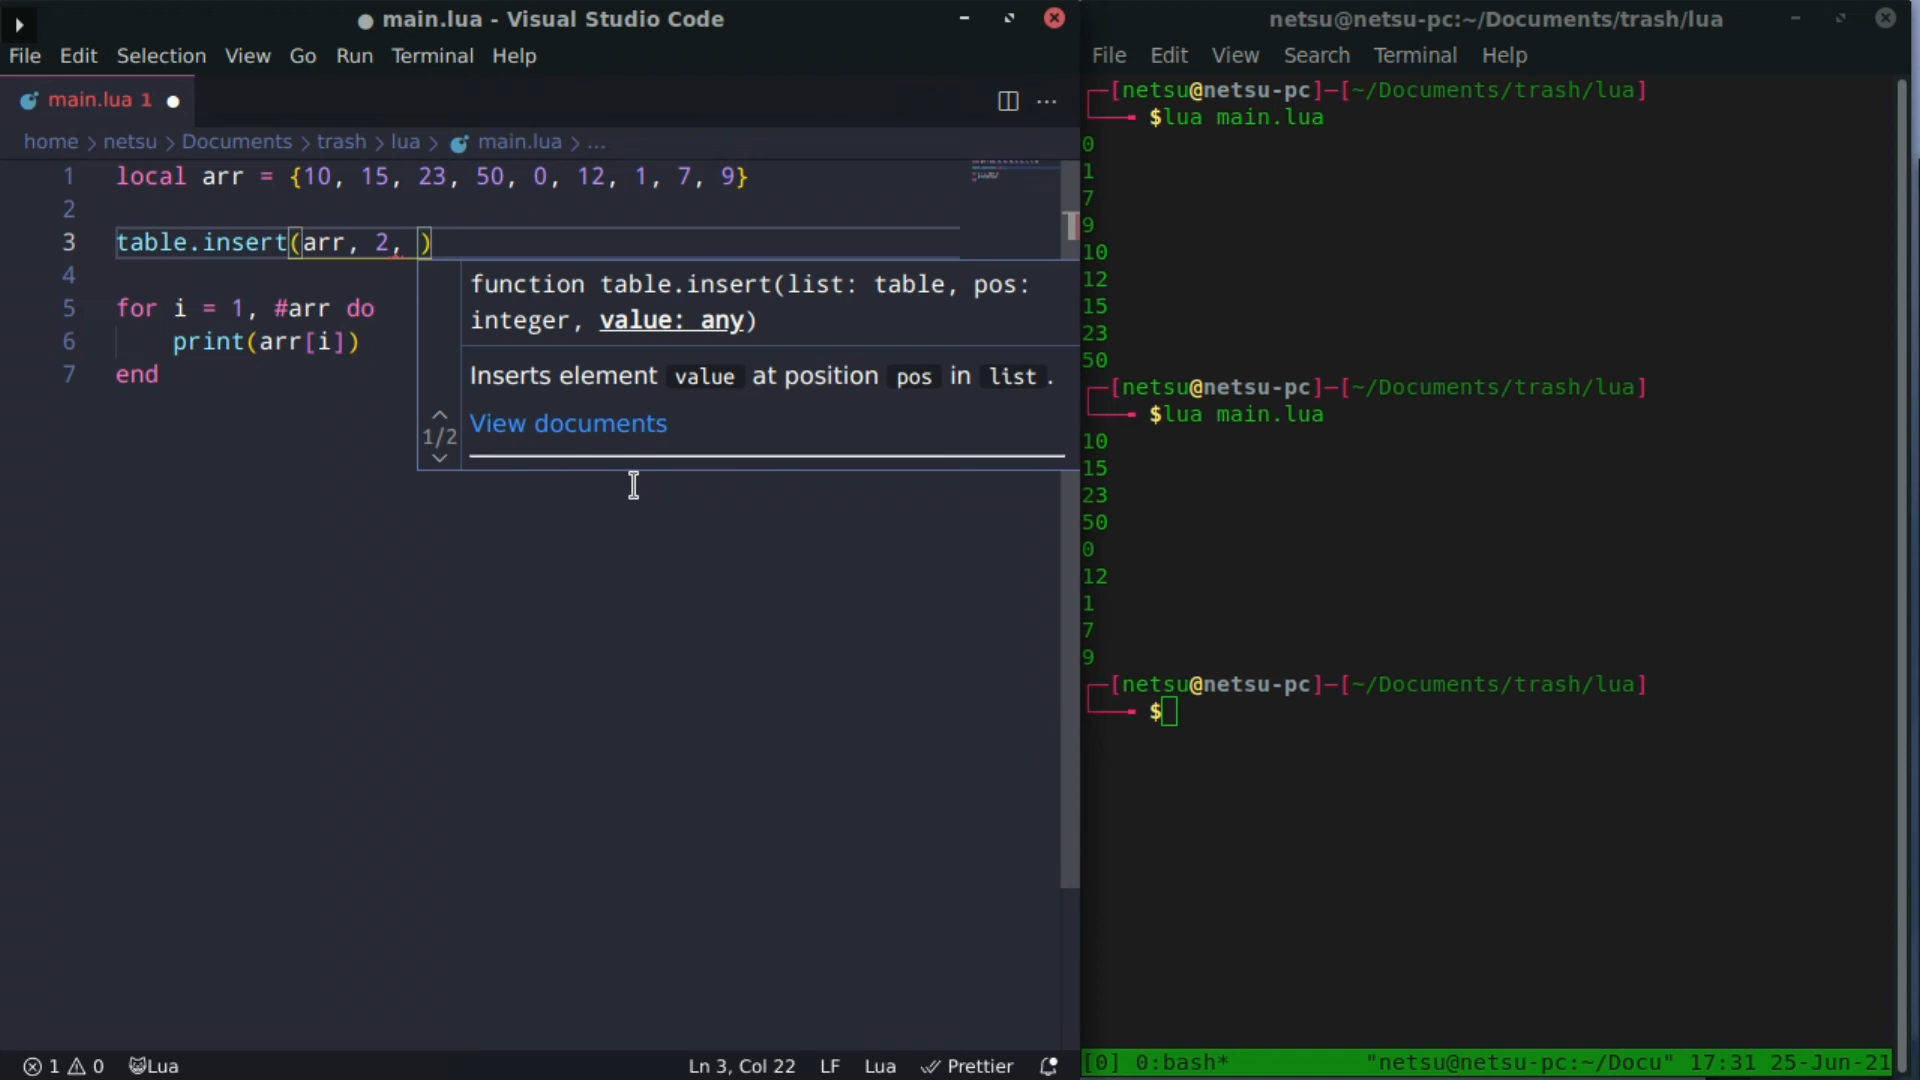 ● main.lua - Visual Studio Code
File Edit Selection View Go Run Terminal Help
main.lua 1 ●
home > netsu > Documents > trash > lua > main.lua > ...
1 local arr = {10, 15, 23, 50, 0, 12, 1, 7, 9}
2
3 table.insert(arr, 2, )
4
5 for i = 1, #arr do
6 print(arr[i])
7 end
function table.insert(list: table, pos:
integer, value: any)
Inserts element value at position pos in list.
1/2
View documents
1 0 Lua Ln 3, Col 22 LF Lua Prettier
netsu@netsu-pc:~/Documents/trash/lua
File Edit View Search Terminal Help
[netsu@netsu-pc]─[~/Documents/trash/lua]
$lua main.lua
0
1
7
9
10
12
15
23
50
[netsu@netsu-pc]─[~/Documents/trash/lua]
$lua main.lua
10
15
23
50
0
12
1
7
9
[netsu@netsu-pc]─[~/Documents/trash/lua]
$
[0] 0:bash* "netsu@netsu-pc:~/Docu" 17:31 25-Jun-21